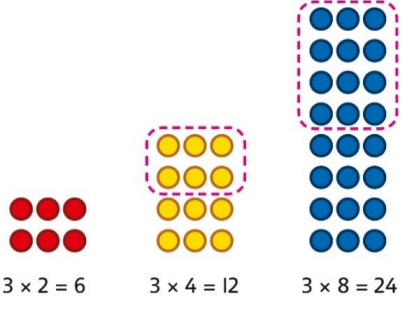 3 × 2 = 6
3 × 4 = 12
3 × 8 = 24